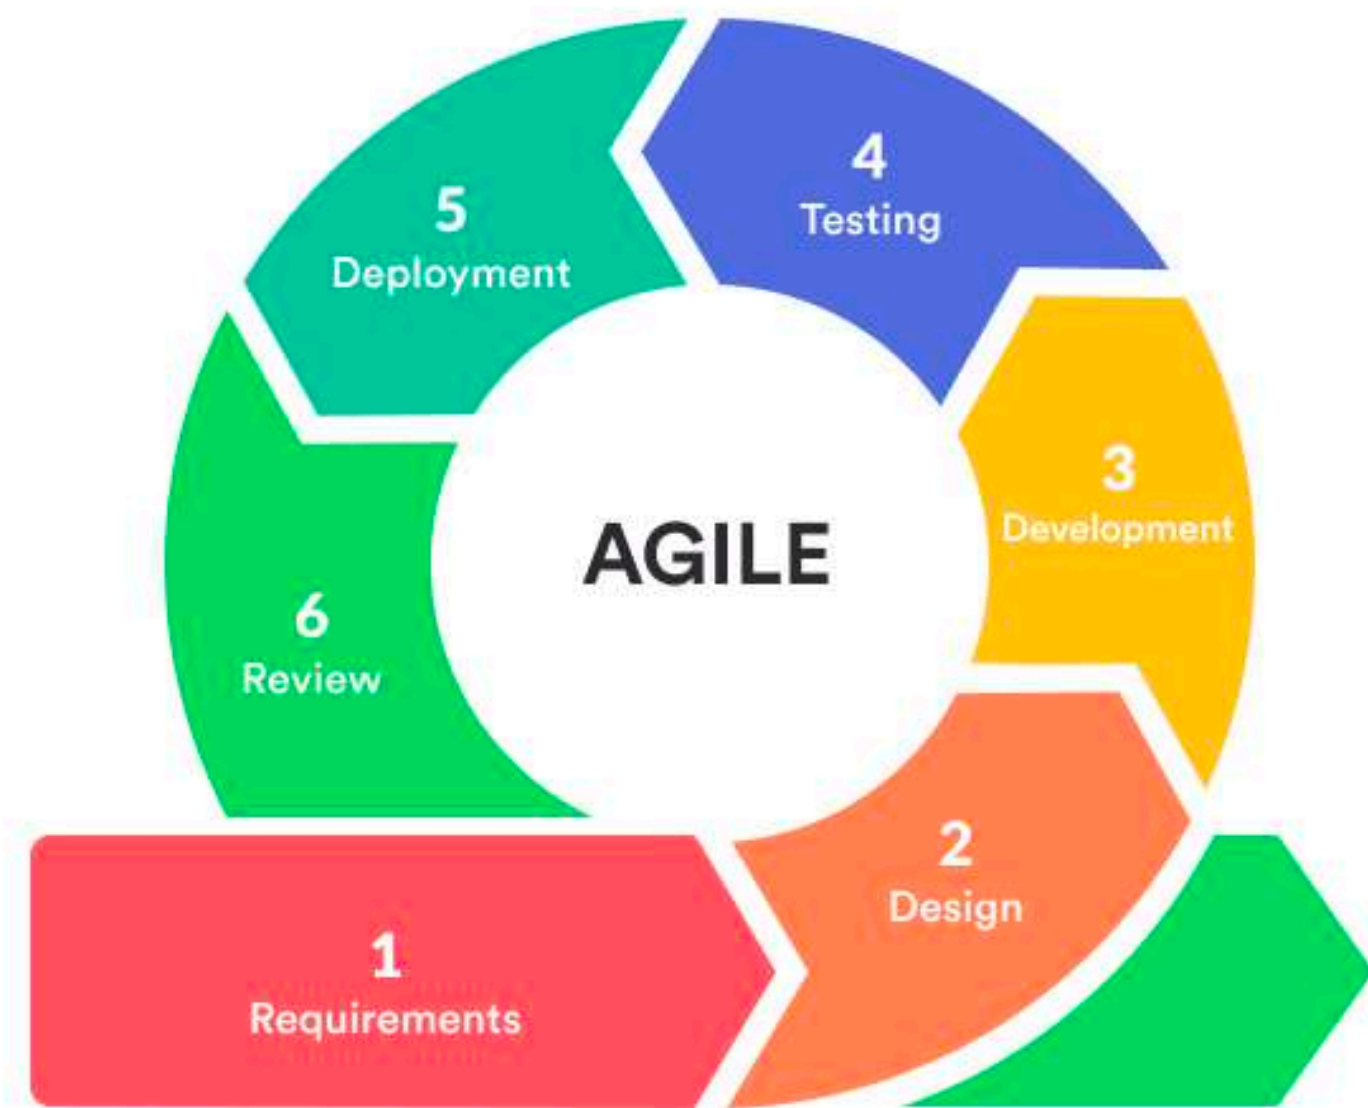 AGILE
1
Requirements
2
Design
3
Development
4
Testing
5
Deployment
6
Review